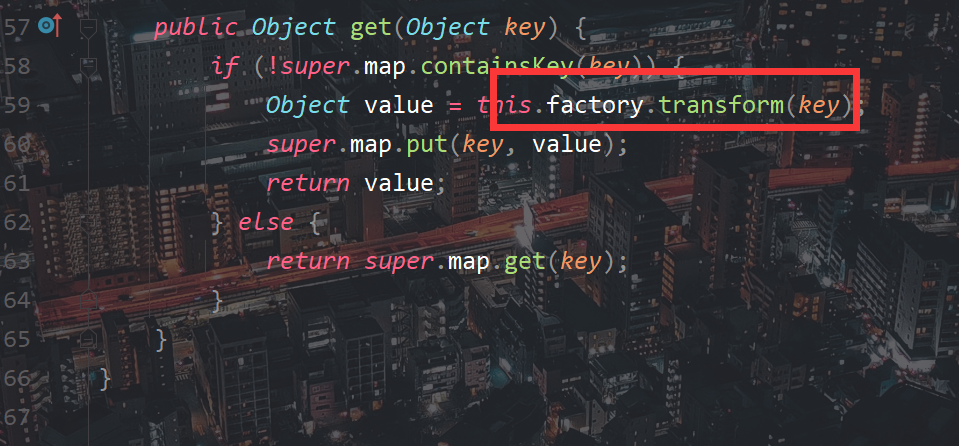 57 public Object get(Object key) {
58 if (!super.map.containsKey(key)) {
59 Object value = this.factory.transform(key);
60 super.map.put(key, value);
61 return value;
62 } else {
63 return super.map.get(key);
64 }
65 }
66 }
67